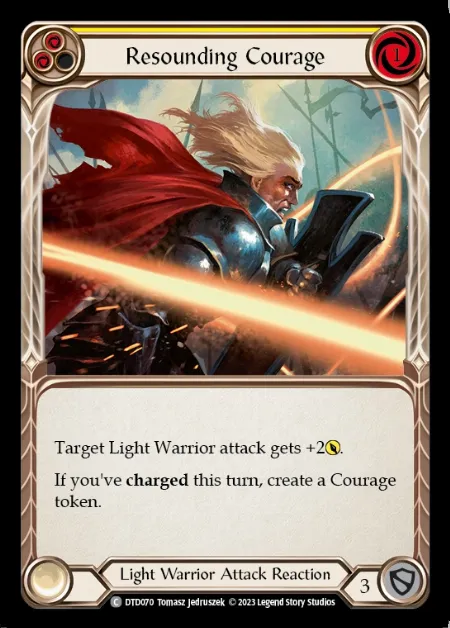 Resounding Courage
1
Target Light Warrior attack gets +2.
If you've charged this turn, create a Courage
token.
Light Warrior Attack Reaction
3
C DTD070 Tomasz Jedruszek © 2023 Legend Story Studios